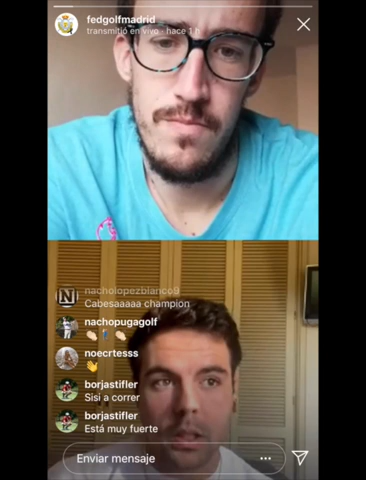 fedgolfmadrid
transmitió en vivo · hace 1 h
nacholopezblanco9
Cabesaaaaa champion
nachopugagolf
noecrtesss
borjastifler
Sisi a correr
borjastifler
Está muy fuerte
Enviar mensaje